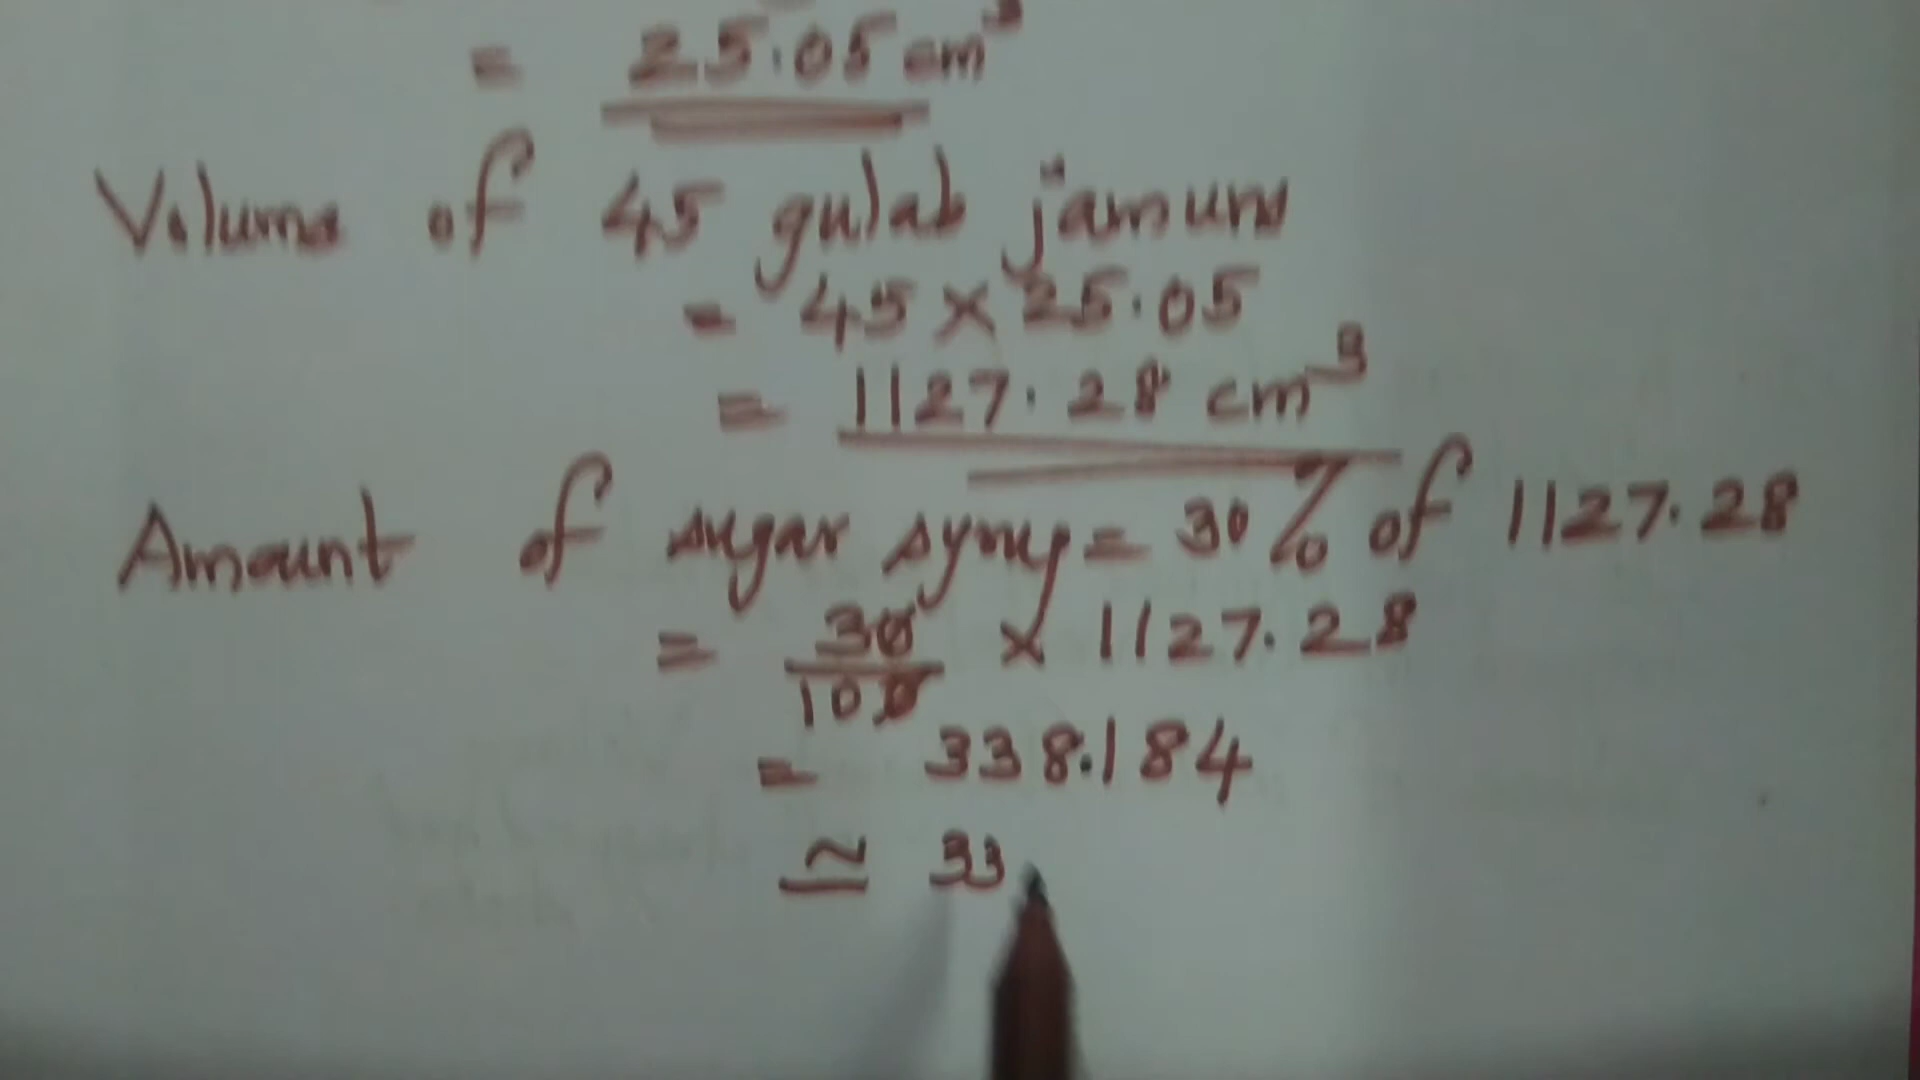 = 25.05 cm³
Volume of 45 gulab jamuns
= 45 × 25.05
= 1127.28 cm³
Amount of sugar syrup = 30% of 1127.28
= 30/100 × 1127.28
= 338.184
≃ 33